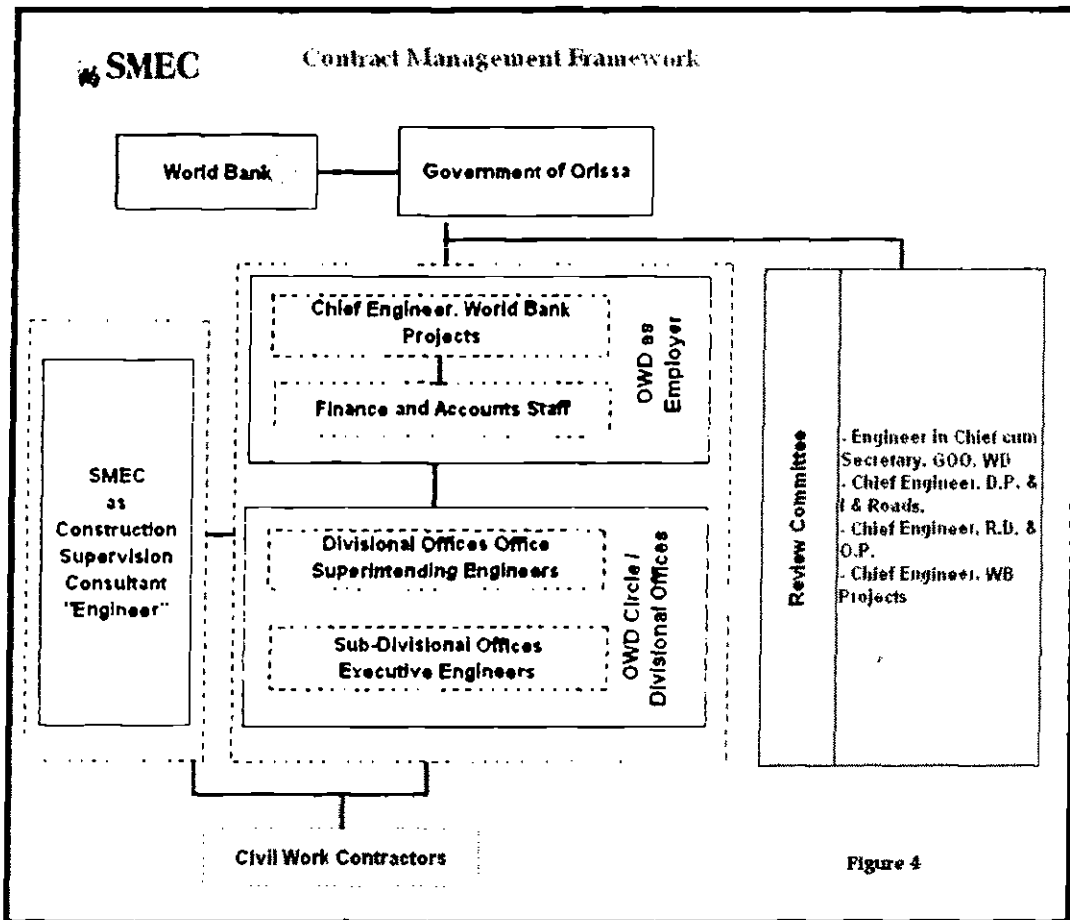 SMEC
Contract Management Framework
World Bank
Government of Orissa
Chief Engineer. World Bank
Projects
Finance and Accounts Staff
OWD as
Employer
SMEC
as
Construction
Supervision
Consultant
"Engineer"
Divisional Offices Office
Superintending Engineers
Sub-Divisional Offices
Executive Engineers
OWD Circle /
Divisional Offices
Review Committee
- Engineer in Chief cum
Secretary. GOO. WD
- Chief Engineer. D.P. &
I & Roads.
- Chief Engineer. R.D. &
O.P.
- Chief Engineer. WB
Projects
Civil Work Contractors
Figure 4